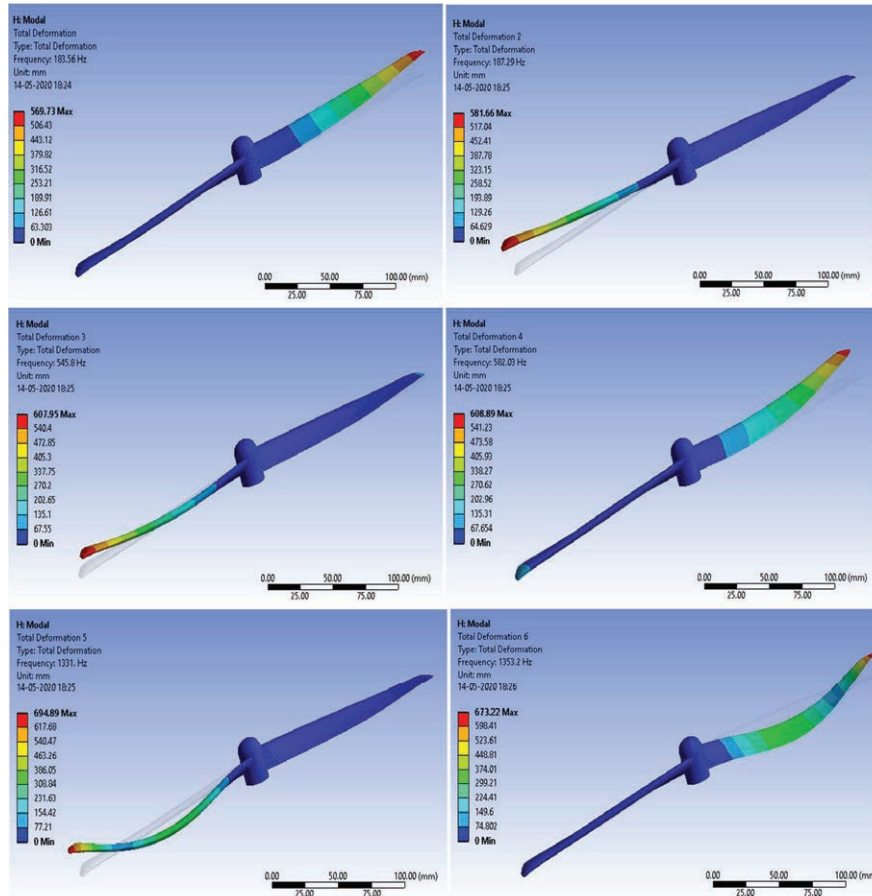 H: Modal
Total Deformation
Type: Total Deformation
Frequency: 183.56 Hz
Unit: mm
14-05-2020 18:24
569.73 Max
506.43
443.12
379.82
316.52
253.21
189.91
126.61
63.303
0 Min
0.00 50.00 100.00 (mm)
25.00 75.00
H: Modal
Total Deformation 2
Type: Total Deformation
Frequency: 187.29 Hz
Unit: mm
14-05-2020 18:25
581.66 Max
517.04
452.41
387.78
323.15
258.52
193.89
129.26
64.629
0 Min
0.00 50.00 100.00 (mm)
25.00 75.00
H: Modal
Total Deformation 3
Type: Total Deformation
Frequency: 545.8 Hz
Unit: mm
14-05-2020 18:25
607.95 Max
540.4
472.85
405.3
337.75
270.2
202.65
135.1
67.55
0 Min
0.00 50.00 100.00 (mm)
25.00 75.00
H: Modal
Total Deformation 4
Type: Total Deformation
Frequency: 582.03 Hz
Unit: mm
14-05-2020 18:25
608.89 Max
541.23
473.58
405.93
338.27
270.62
202.96
135.31
67.654
0 Min
0.00 50.00 100.00 (mm)
25.00 75.00
H: Modal
Total Deformation 5
Type: Total Deformation
Frequency: 1331. Hz
Unit: mm
14-05-2020 18:25
694.89 Max
617.68
540.47
463.26
386.05
308.84
231.63
154.42
77.21
0 Min
0.00 50.00 100.00 (mm)
25.00 75.00
H: Modal
Total Deformation 6
Type: Total Deformation
Frequency: 1353.2 Hz
Unit: mm
14-05-2020 18:26
673.22 Max
598.41
523.61
448.81
374.01
299.21
224.41
149.6
74.802
0 Min
0.00 50.00 100.00 (mm)
25.00 75.00